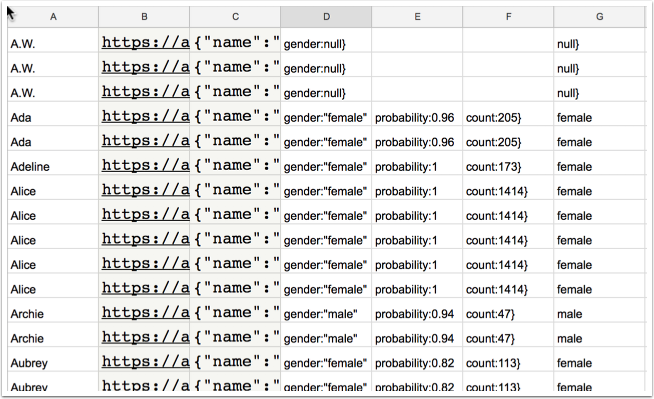 A B C D E F G
A.W. https://a {"name":" gender:null} null}
A.W. https://a {"name":" gender:null} null}
A.W. https://a {"name":" gender:null} null}
Ada https://a {"name":" gender:"female" probability:0.96 count:205} female
Ada https://a {"name":" gender:"female" probability:0.96 count:205} female
Adeline https://a {"name":" gender:"female" probability:1 count:173} female
Alice https://a {"name":" gender:"female" probability:1 count:1414} female
Alice https://a {"name":" gender:"female" probability:1 count:1414} female
Alice https://a {"name":" gender:"female" probability:1 count:1414} female
Alice https://a {"name":" gender:"female" probability:1 count:1414} female
Alice https://a {"name":" gender:"female" probability:1 count:1414} female
Archie https://a {"name":" gender:"male" probability:0.94 count:47} male
Archie https://a {"name":" gender:"male" probability:0.94 count:47} male
Aubrey https://a {"name":" gender:"female" probability:0.82 count:113} female
Aubrey https://a {"name":" gender:"female" probability:0.82 count:113} female